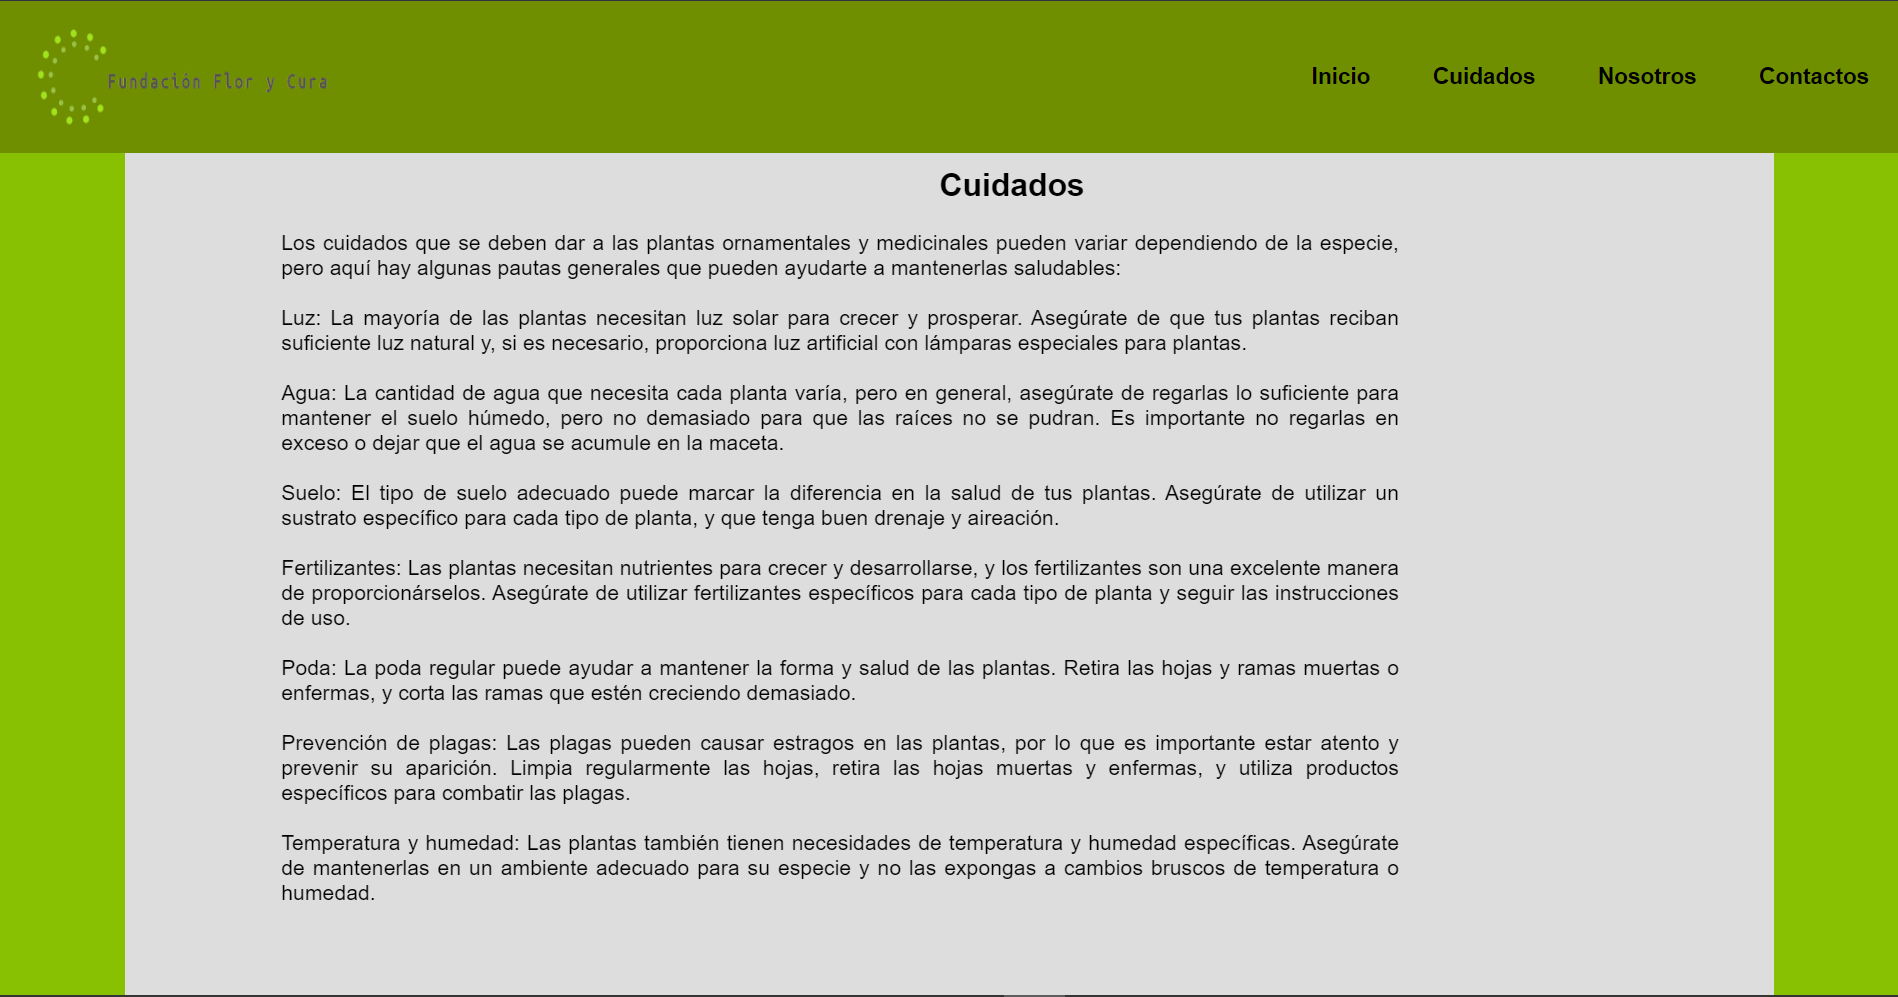 Fundación Flor y Cura
Inicio Cuidados Nosotros Contactos
Cuidados
Los cuidados que se deben dar a las plantas ornamentales y medicinales pueden variar dependiendo de la especie,
pero aquí hay algunas pautas generales que pueden ayudarte a mantenerlas saludables:
Luz: La mayoría de las plantas necesitan luz solar para crecer y prosperar. Asegúrate de que tus plantas reciban
suficiente luz natural y, si es necesario, proporciona luz artificial con lámparas especiales para plantas.
Agua: La cantidad de agua que necesita cada planta varía, pero en general, asegúrate de regarlas lo suficiente para
mantener el suelo húmedo, pero no demasiado para que las raíces no se pudran. Es importante no regarlas en
exceso o dejar que el agua se acumule en la maceta.
Suelo: El tipo de suelo adecuado puede marcar la diferencia en la salud de tus plantas. Asegúrate de utilizar un
sustrato específico para cada tipo de planta, y que tenga buen drenaje y aireación.
Fertilizantes: Las plantas necesitan nutrientes para crecer y desarrollarse, y los fertilizantes son una excelente manera
de proporcionárselos. Asegúrate de utilizar fertilizantes específicos para cada tipo de planta y seguir las instrucciones
de uso.
Poda: La poda regular puede ayudar a mantener la forma y salud de las plantas. Retira las hojas y ramas muertas o
enfermas, y corta las ramas que estén creciendo demasiado.
Prevención de plagas: Las plagas pueden causar estragos en las plantas, por lo que es importante estar atento y
prevenir su aparición. Limpia regularmente las hojas, retira las hojas muertas y enfermas, y utiliza productos
específicos para combatir las plagas.
Temperatura y humedad: Las plantas también tienen necesidades de temperatura y humedad específicas. Asegúrate
de mantenerlas en un ambiente adecuado para su especie y no las expongas a cambios bruscos de temperatura o
humedad.